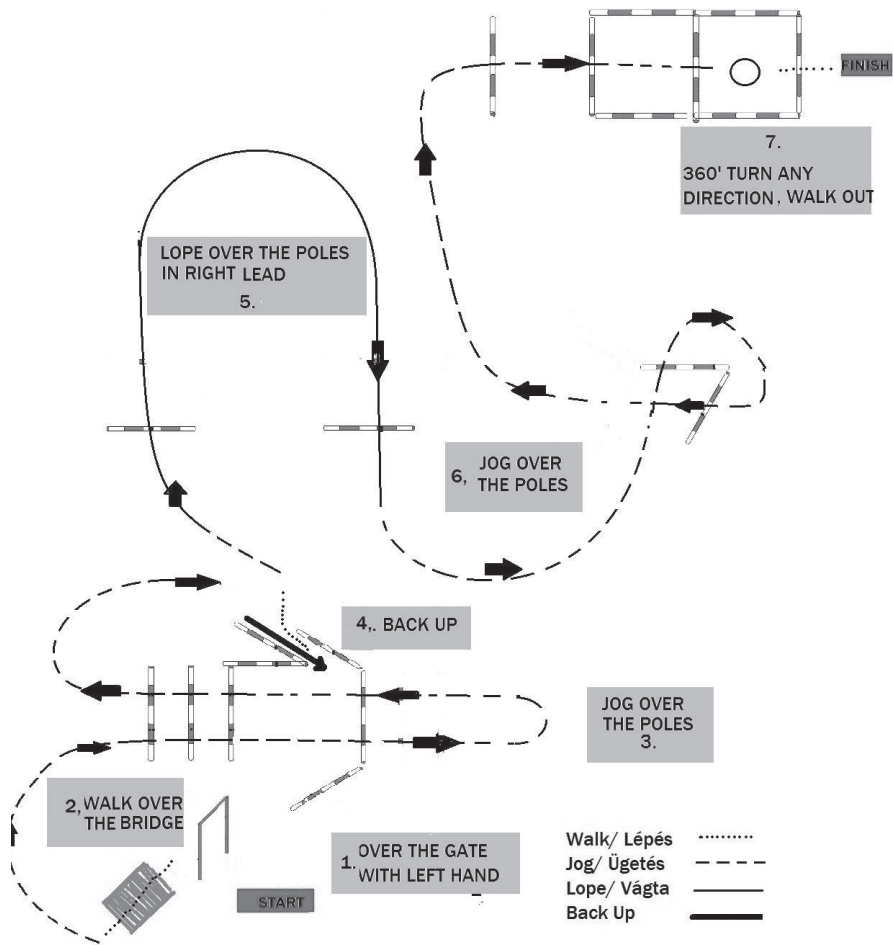 FINISH
7.
360' TURN ANY
DIRECTION, WALK OUT
LOPE OVER THE POLES
IN RIGHT LEAD
5.
6, JOG OVER
THE POLES
4,. BACK UP
JOG OVER
THE POLES
3.
2, WALK OVER
THE BRIDGE
1. OVER THE GATE
WITH LEFT HAND
START
Walk/ Lépés
Jog/ Ügetés
Lope/ Vágta
Back Up